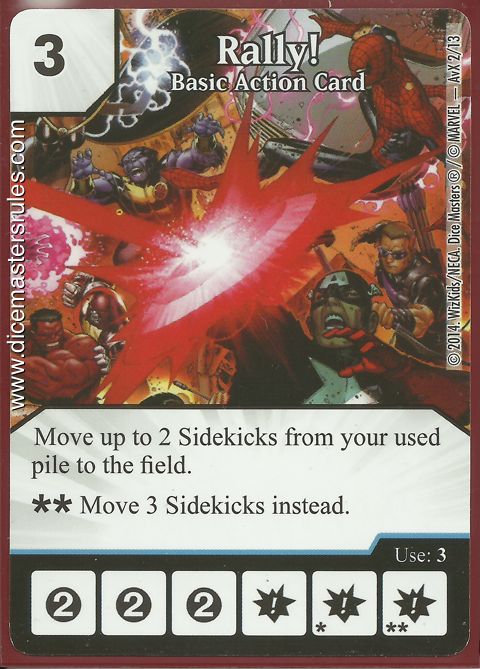 3
Rally!
Basic Action Card
www.dicemastersrules.com
© 2014. WizKids/NECA. Dice Masters ®/ © MARVEL — AvX 2/13
Move up to 2 Sidekicks from your used
pile to the field.
** Move 3 Sidekicks instead.
Use: 3
2 2 2 ! ! !
* **